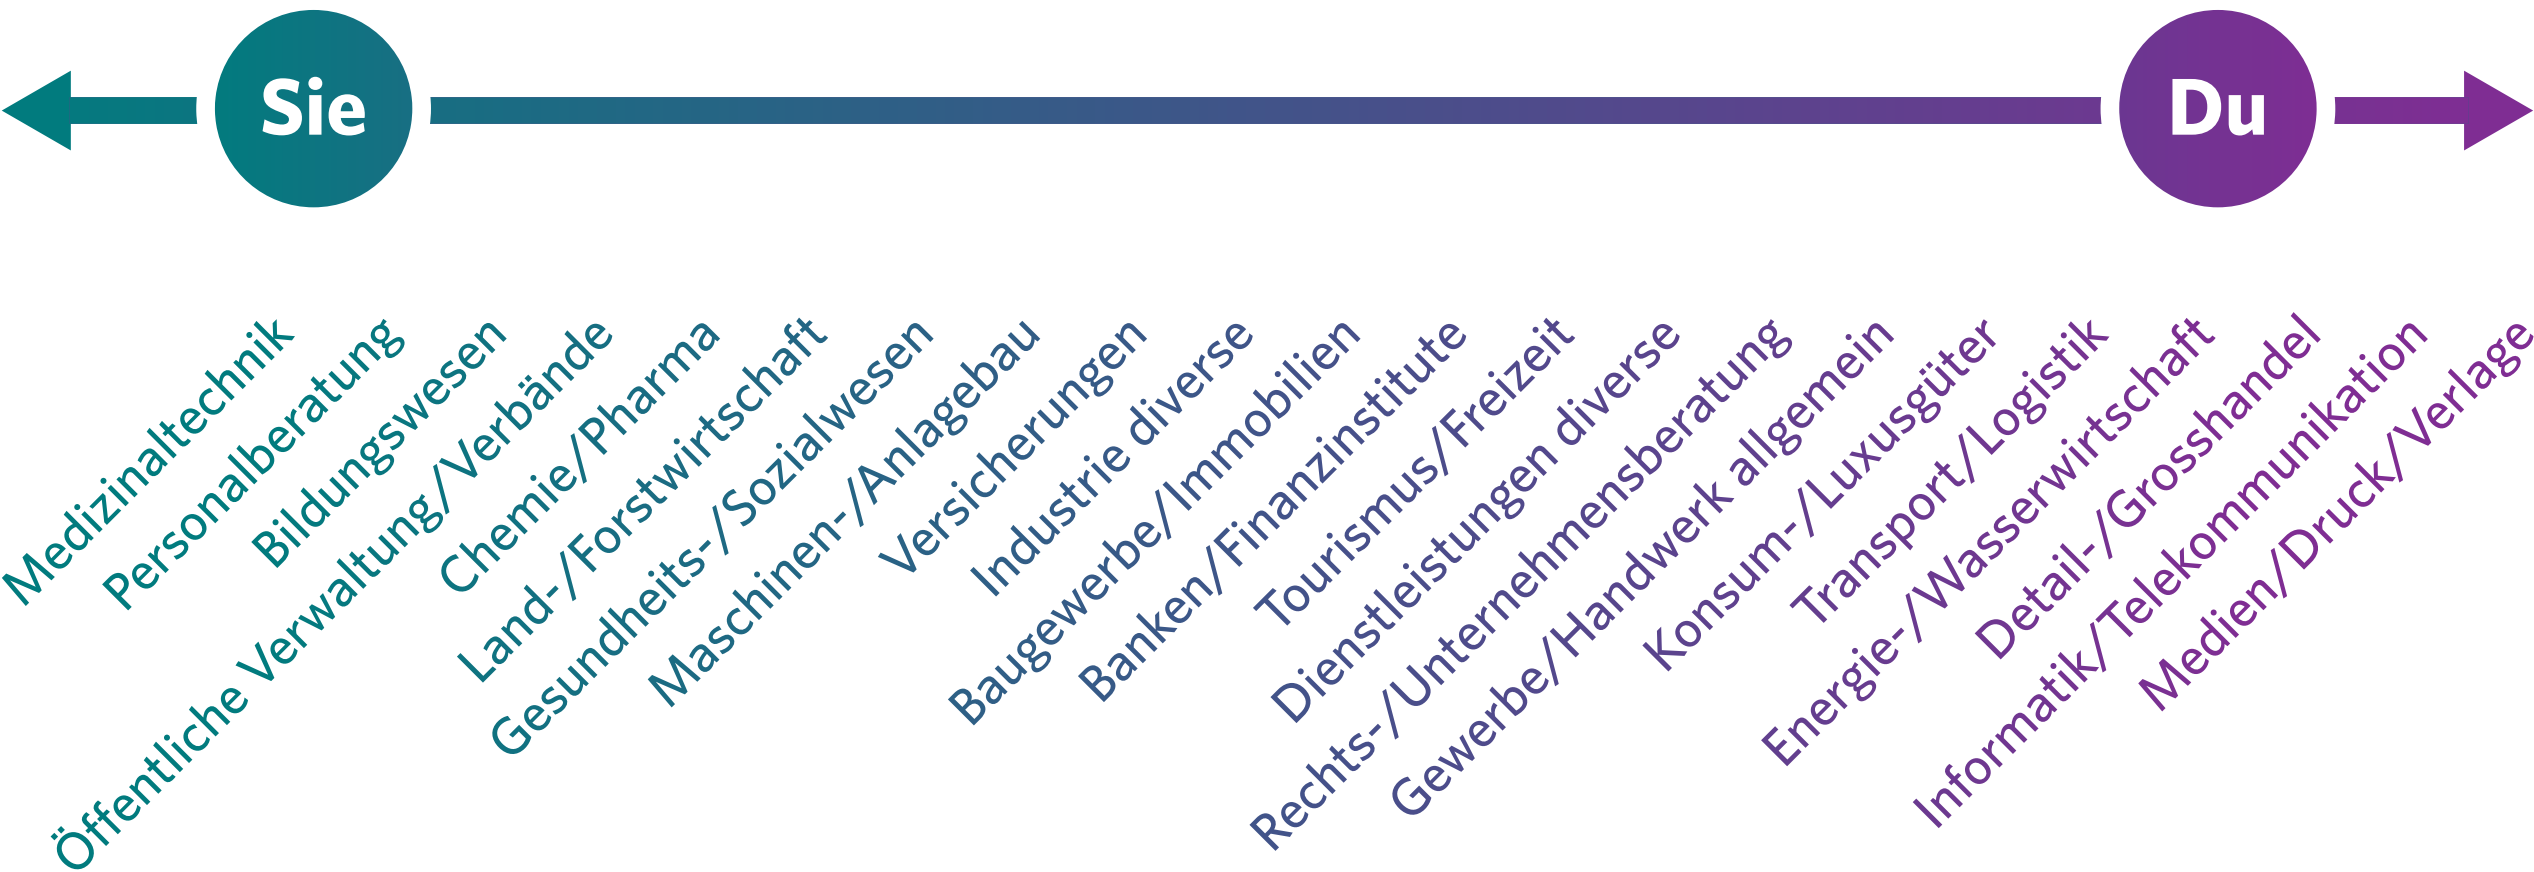 Sie
Du
Medizinaltechnik
Personalberatung
Bildungswesen
Öffentliche Verwaltung/Verbände
Chemie/Pharma
Land-/Forstwirtschaft
Gesundheits-/Sozialwesen
Maschinen-/Anlagebau
Versicherungen
Industrie diverse
Baugewerbe/Immobilien
Banken/Finanzinstitute
Tourismus/Freizeit
Dienstleistungen diverse
Rechts-/Unternehmensberatung
Gewerbe/Handwerk allgemein
Konsum-/Luxusgüter
Transport/Logistik
Energie-/Wasserwirtschaft
Detail-/Grosshandel
Informatik/Telekommunikation
Medien/Druck/Verlage